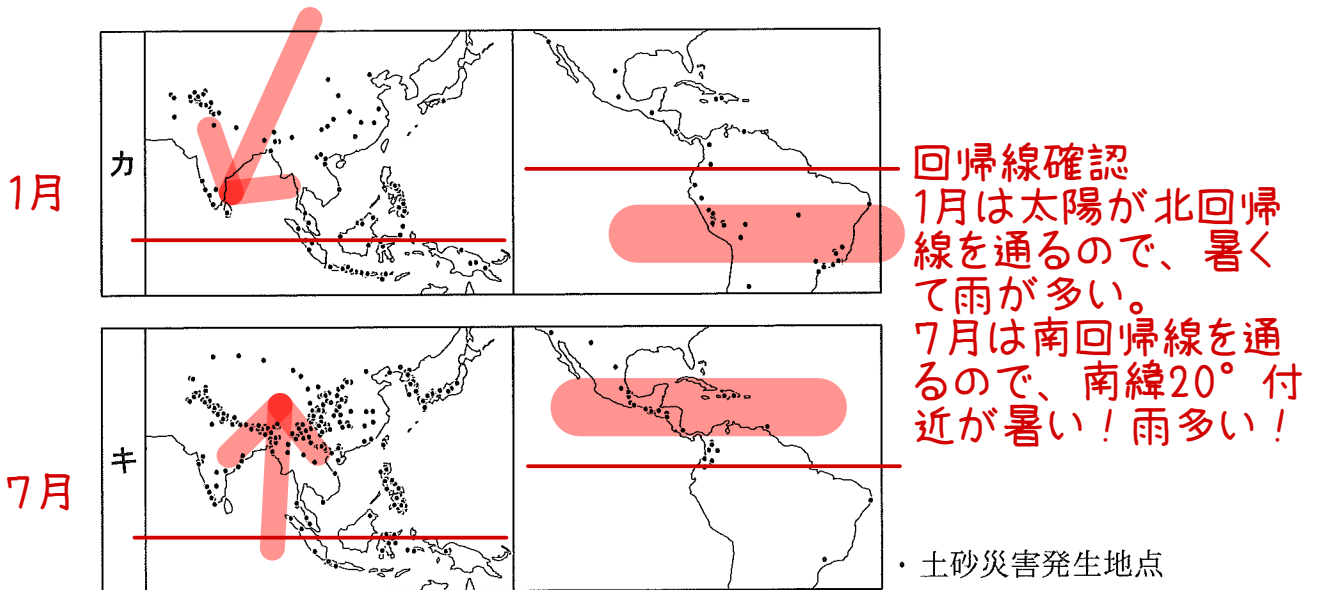 1月
カ
回帰線確認
1月は太陽が北回帰
線を通るので、暑く
て雨が多い。
7月は南回帰線を通
るので、南緯20°付
近が暑い!雨多い!
7月
キ
・土砂災害発生地点